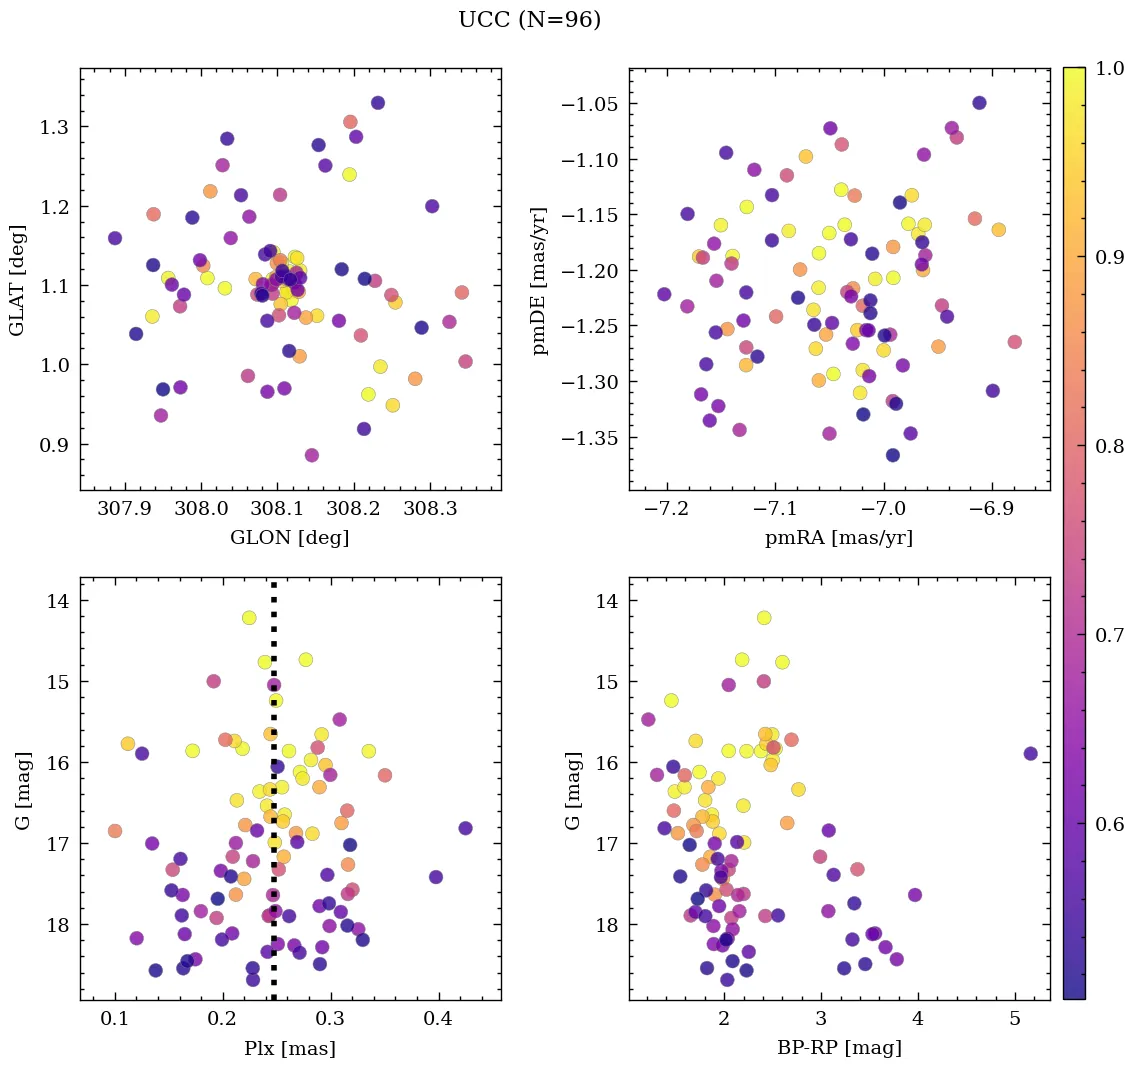 UCC (N=96)
1.3
1.2
1.1
1.0
0.9
GLAT [deg]
307.9 308.0 308.1 308.2 308.3
GLON [deg]
−1.05
−1.10
−1.15
−1.20
−1.25
−1.30
−1.35
pmDE [mas/yr]
−7.2 −7.1 −7.0 −6.9
pmRA [mas/yr]
1.0
0.9
0.8
0.7
0.6
14
15
16
17
18
G [mag]
0.1 0.2 0.3 0.4
Plx [mas]
14
15
16
17
18
G [mag]
2 3 4 5
BP-RP [mag]